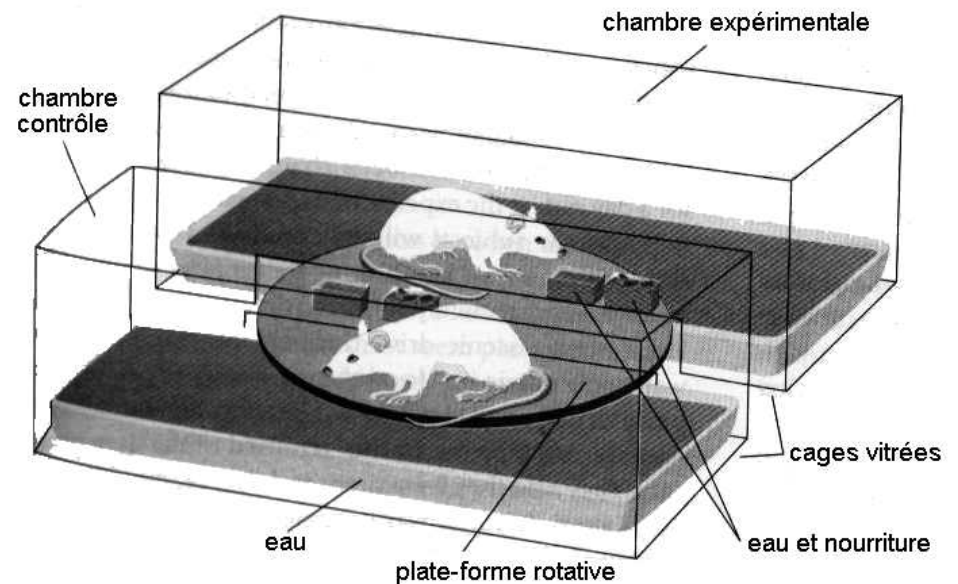 chambre expérimentale
chambre
contrôle
cages vitrées
eau
eau et nourriture
plate-forme rotative